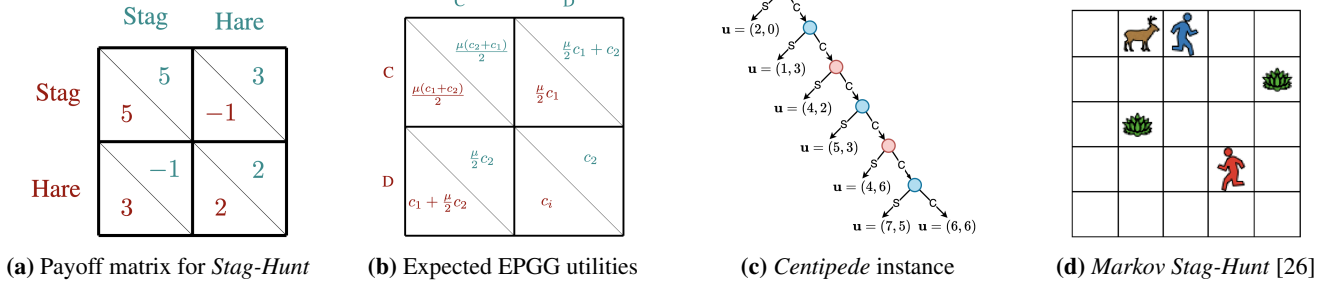 Stag
Hare
Stag
5
5
3
−1
Hare
−1
3
2
2
(a) Payoff matrix for Stag-Hunt
C
D
C
μ(c₂+c₁)/2
μ(c₁+c₂)/2
μ/2 c₁ + c₂
μ/2 c₁
D
μ/2 c₂
c₁ + μ/2 c₂
c₂
cᵢ
(b) Expected EPGG utilities
S
u = (2, 0)
S
C
u = (1, 3)
S
C
u = (4, 2)
S
C
u = (5, 3)
S
C
u = (4, 6)
S
C
u = (7, 5)
u = (6, 6)
(c) Centipede instance
(d) Markov Stag-Hunt [26]